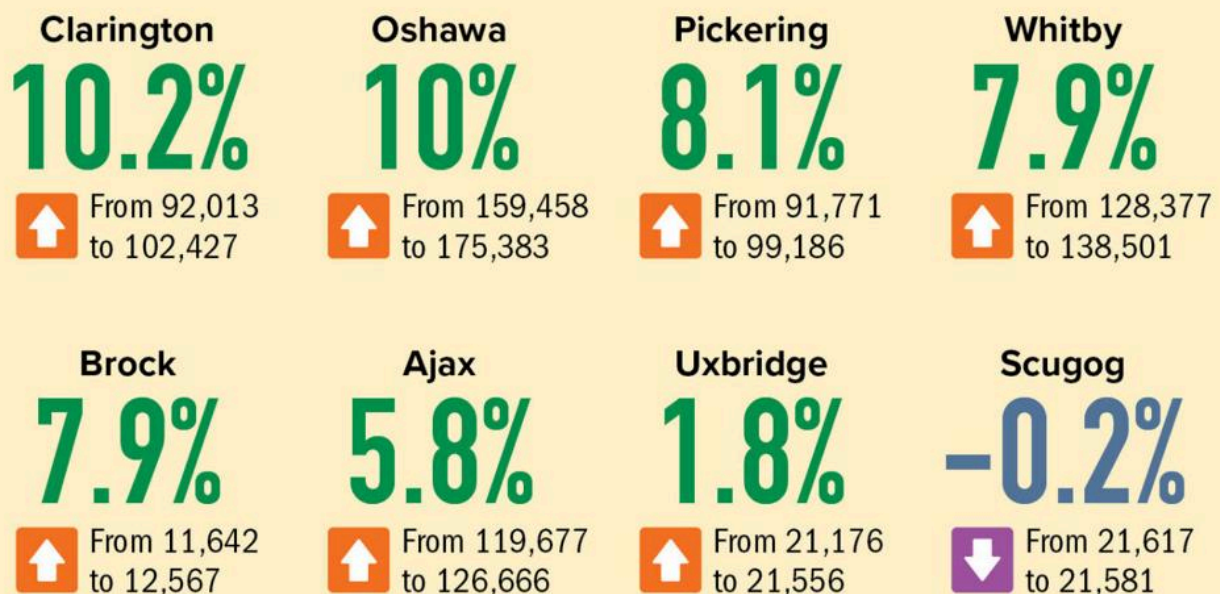 Clarington
10.2%
From 92,013
to 102,427
Oshawa
10%
From 159,458
to 175,383
Pickering
8.1%
From 91,771
to 99,186
Whitby
7.9%
From 128,377
to 138,501
Brock
7.9%
From 11,642
to 12,567
Ajax
5.8%
From 119,677
to 126,666
Uxbridge
1.8%
From 21,176
to 21,556
Scugog
–0.2%
From 21,617
to 21,581